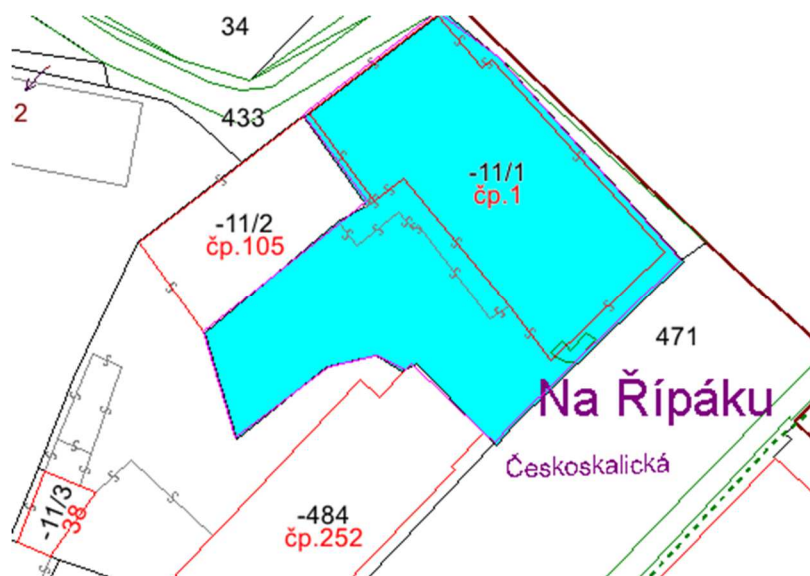 34
2
433
-11/1
čp.1
-11/2
čp.105
471
Na Řípáku
Českoskalická
-11/3
38
-484
čp.252